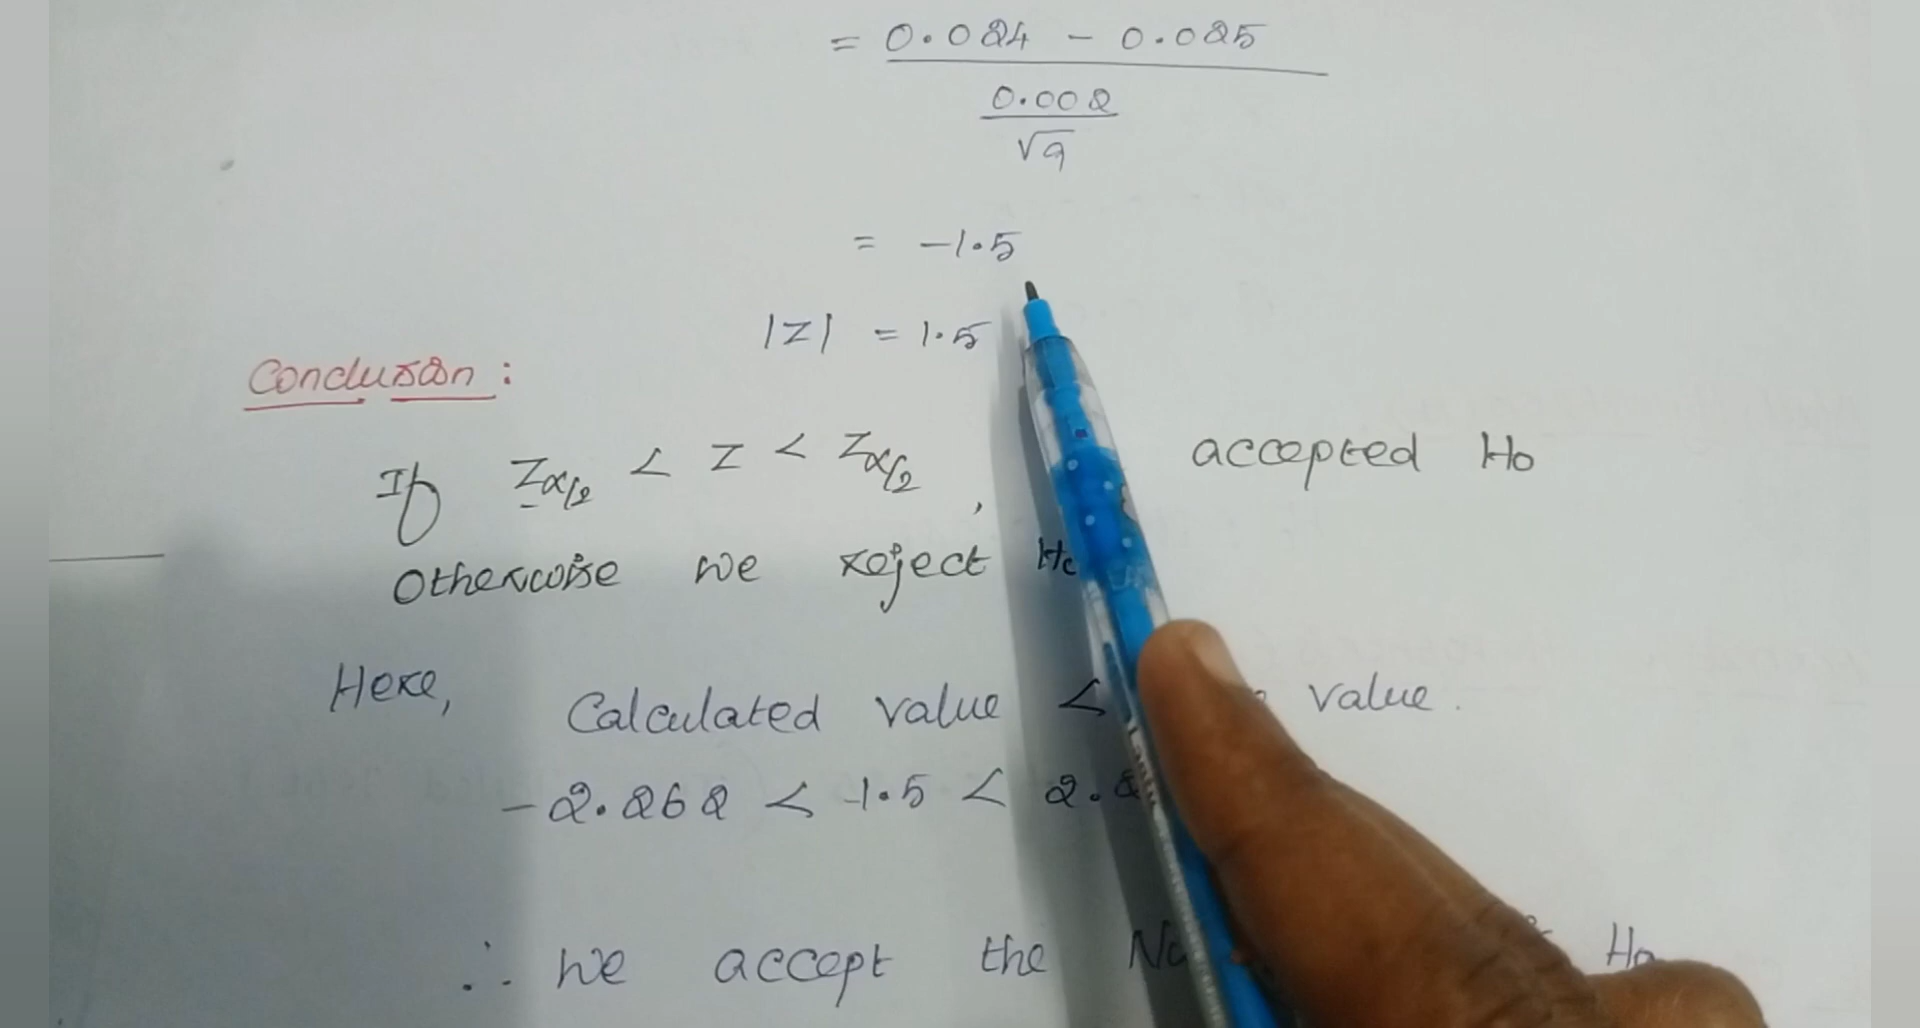 = 0.024 - 0.025
0.002
√9
= -1.5
|Z| = 1.5
Conclusion :
If Zα/2 < Z < Zα/2 , accepted Ho
Otherwise we reject Ho
Here, Calculated value < value.
-2.262 < -1.5 < 2.2
∴ We accept the Ho